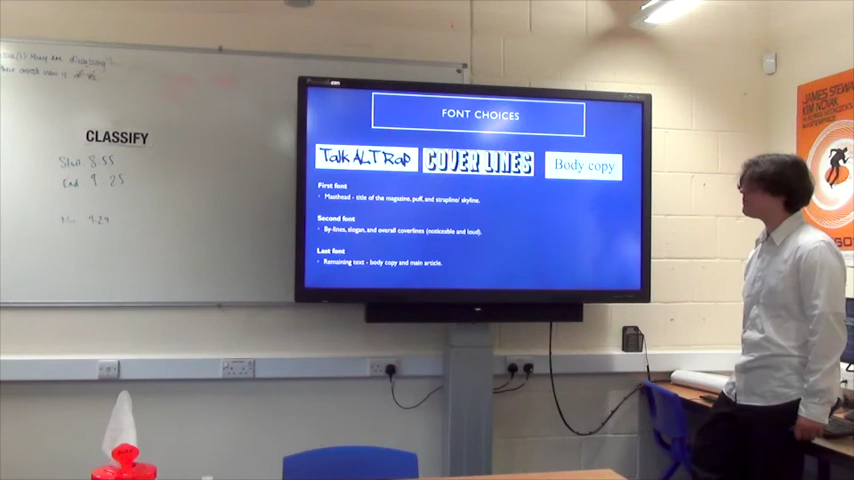 CLASSIFY
Start 8:55
End 9-25
FONT CHOICES
Talk ALT Rap
COVER LINES
Body copy
First font
• Masthead - title of the magazine, puff, and strapline/ skyline.
Second font
• By-lines, slogan, and overall coverlines (noticeable and loud).
Last font
• Remaining text - body copy and main article.
JAMES STEWA
KIM NOVAK